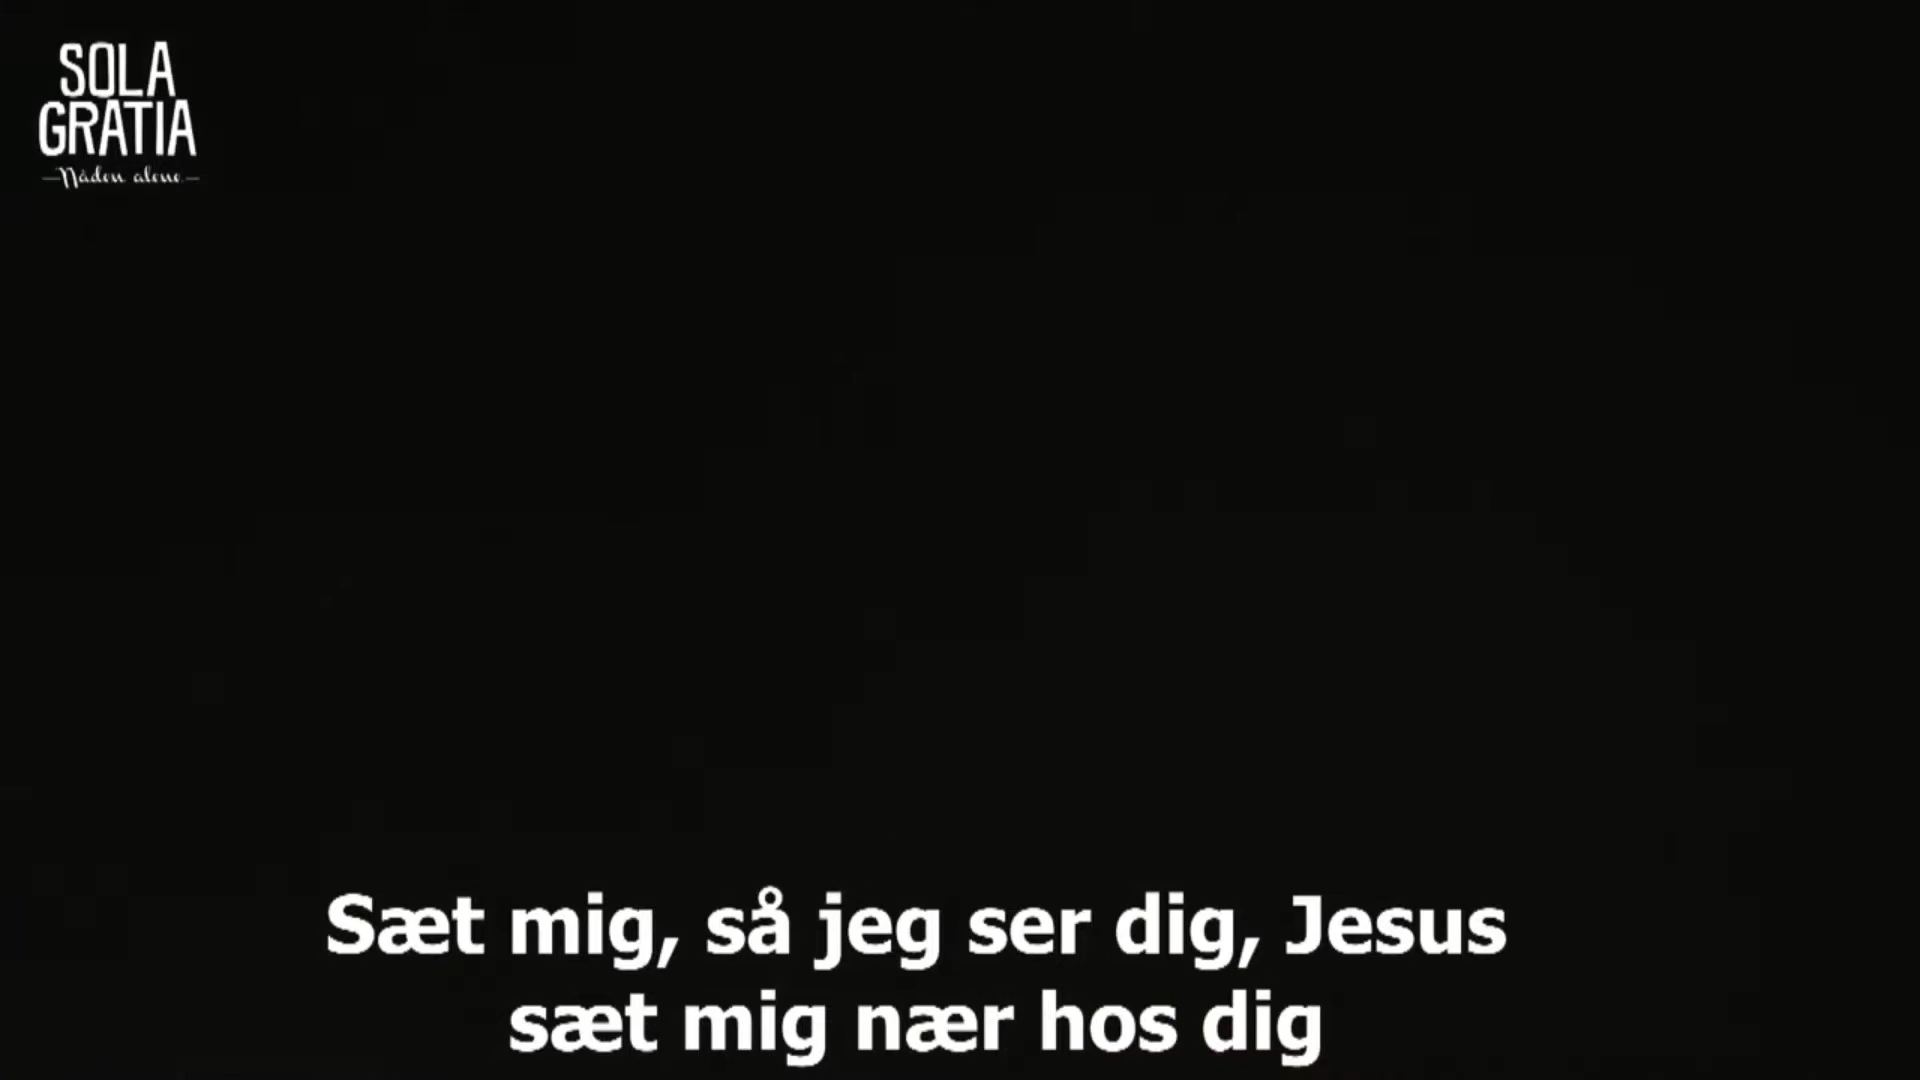 SOLA
GRATIA
Nåden alene
Sæt mig, så jeg ser dig, Jesus
sæt mig nær hos dig